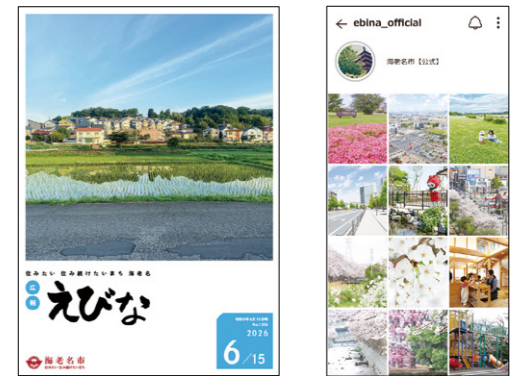 住みたい 住み続けたいまち 海老名
広報
えびな
2026
6/15
海老名市
ebina_official
海老名市【公式】